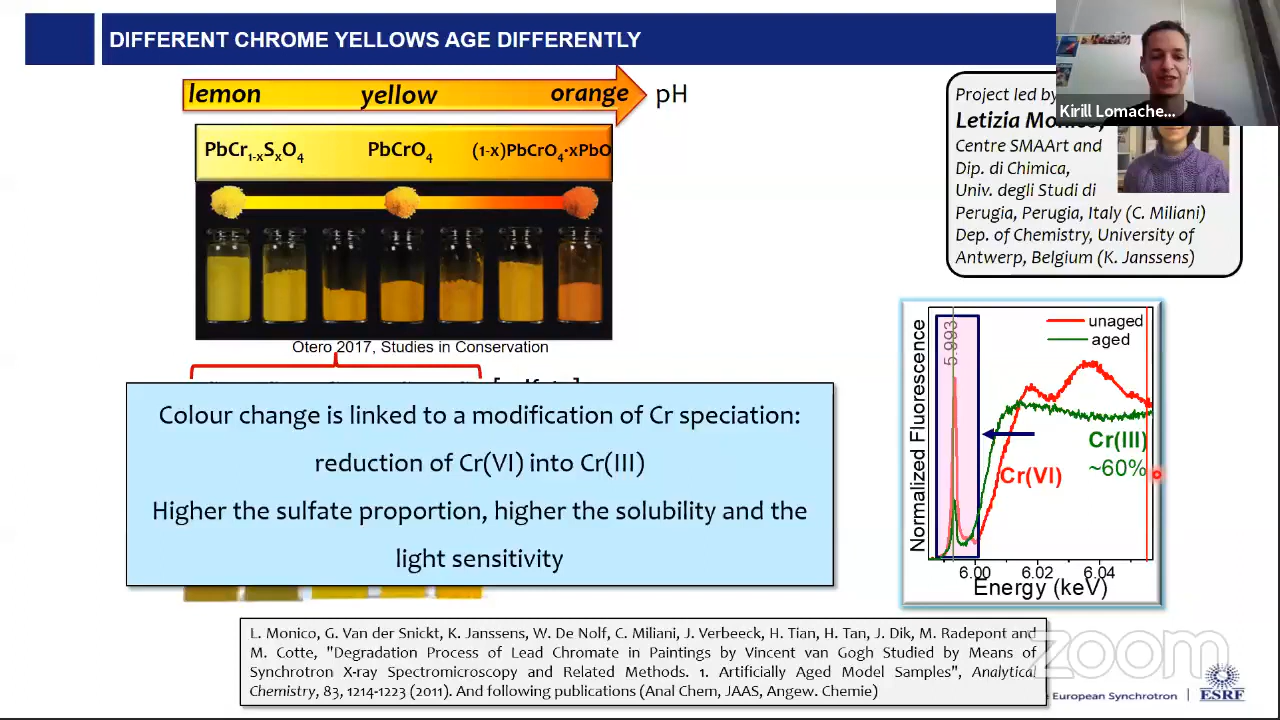 DIFFERENT CHROME YELLOWS AGE DIFFERENTLY
lemon yellow orange pH
PbCr1-xSxO4 PbCrO4 (1-x)PbCrO4·xPbO
Otero 2017, Studies in Conservation
Colour change is linked to a modification of Cr speciation:
reduction of Cr(VI) into Cr(III)
Higher the sulfate proportion, higher the solubility and the
light sensitivity
Project led by
Letizia
Centre SMAArt and
Dip. di Chimica,
Univ. degli Studi di
Perugia, Perugia, Italy (C. Miliani)
Dep. of Chemistry, University of
Antwerp, Belgium (K. Janssens)
Kirill Lomache...
Normalized Fluorescence
5.993
unaged
aged
Cr(III)
~60%
Cr(VI)
6.00 6.02 6.04
Energy (keV)
L. Monico, G. Van der Snickt, K. Janssens, W. De Nolf, C. Miliani, J. Verbeeck, H. Tian, H. Tan, J. Dik, M. Radepont and
M. Cotte, "Degradation Process of Lead Chromate in Paintings by Vincent van Gogh Studied by Means of
Synchrotron X-ray Spectromicroscopy and Related Methods. 1. Artificially Aged Model Samples", Analytical
Chemistry, 83, 1214-1223 (2011). And following publications (Anal Chem, JAAS, Angew. Chemie)
zoom
European Synchrotron
ESRF